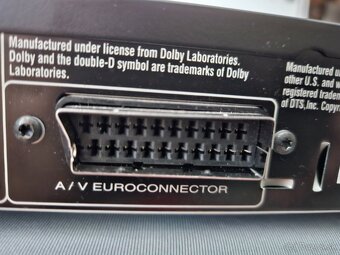 Manufactured under license from Dolby Laboratories.
Dolby and the double-D symbol are trademarks of Dolby
Laboratories.
Manufactured
other U.S. and
registered tradem
of DTS,Inc. Copyr
A/V EUROCONNECTOR